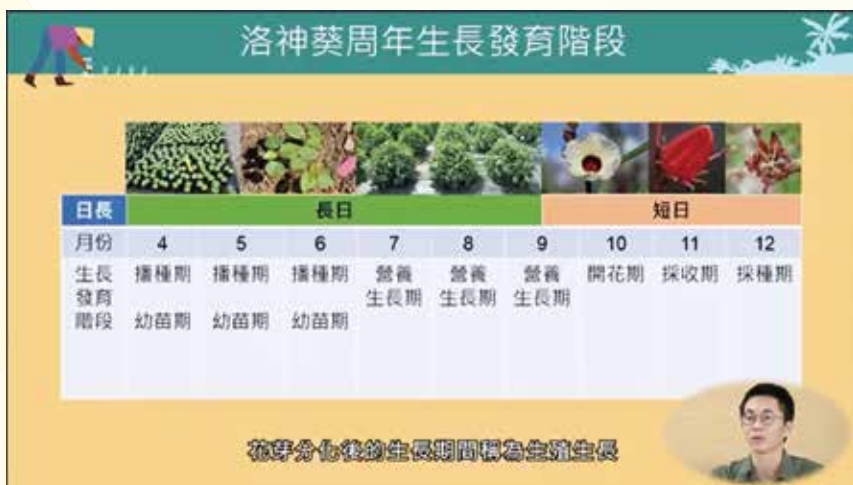 洛神葵周年生長發育階段
日長 長日 短日
月份 4 5 6 7 8 9 10 11 12
生長 播種期 播種期 播種期 營養 營養 營養 開花期 採收期 採種期
發育 生長期 生長期 生長期
階段 幼苗期 幼苗期 幼苗期
花芽分化後的生長期間稱為生殖生長